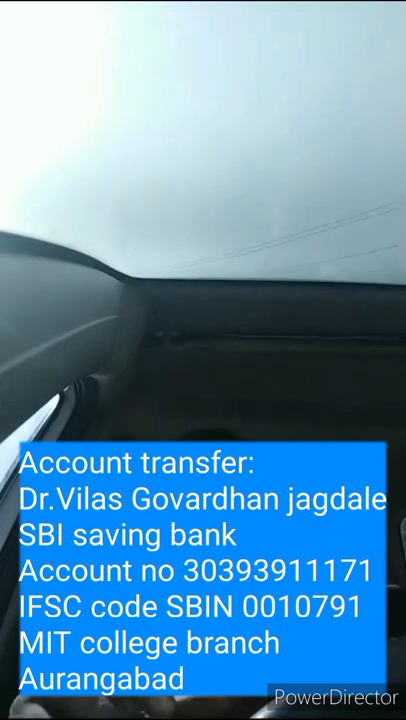 Account transfer:
Dr.Vilas Govardhan jagdale
SBI saving bank
Account no 30393911171
IFSC code SBIN 0010791
MIT college branch
Aurangabad
PowerDirector